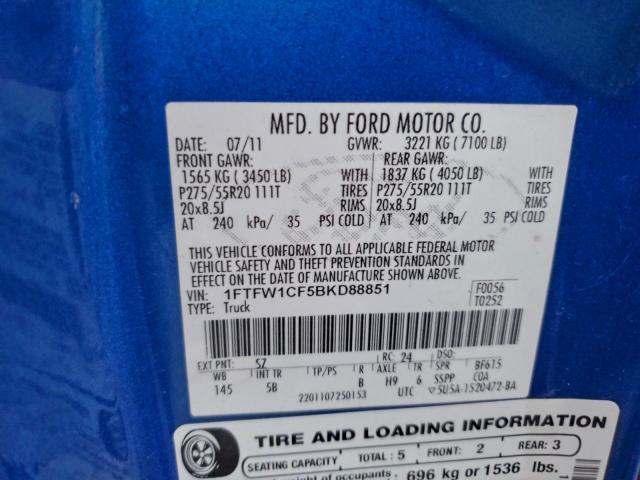 MFD. BY FORD MOTOR CO.
DATE: 07/11 GVWR: 3221 KG ( 7100 LB)
FRONT GAWR: REAR GAWR:
1565 KG ( 3450 LB) WITH 1837 KG ( 4050 LB) WITH
P275/55R20 111T TIRES P275/55R20 111T TIRES
20x8.5J RIMS 20x8.5J RIMS
AT 240 kPa/ 35 PSI COLD AT 240 kPa/ 35 PSI COLD
THIS VEHICLE CONFORMS TO ALL APPLICABLE FEDERAL MOTOR
VEHICLE SAFETY AND THEFT PREVENTION STANDARDS IN
EFFECT ON THE DATE OF MANUFACTURE SHOWN ABOVE.
VIN: 1FTFW1CF5BKD88851 F0056
TYPE: Truck T0252
EXT PNT: SZ RC: 24 DSO:
WB INT TR TP/PS R AXLE TR SPR BF615
145 5B B H9 6 SSPP COA
2201107250153 UTC 5U5A-1520472-BA
TIRE AND LOADING INFORMATION
SEATING CAPACITY TOTAL: 5 FRONT: 2 REAR: 3
of occupants 696 kg or 1536 lbs.